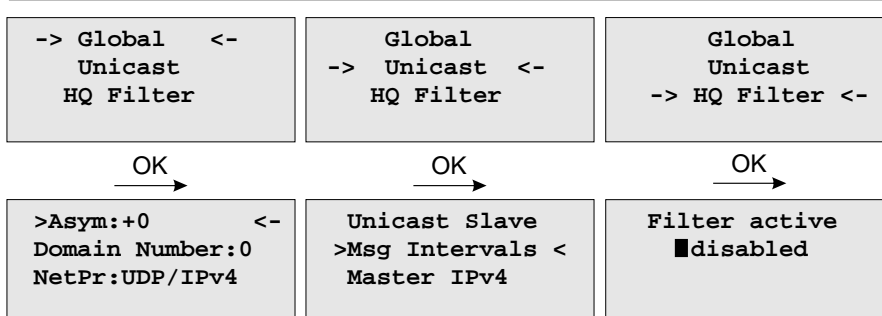 -> Global <-
Unicast
HQ Filter
Global
-> Unicast <-
HQ Filter
Global
Unicast
-> HQ Filter <-
OK
OK
OK
>Asym:+0 <-
Domain Number:0
NetPr:UDP/IPv4
Unicast Slave
>Msg Intervals <
Master IPv4
Filter active
█disabled